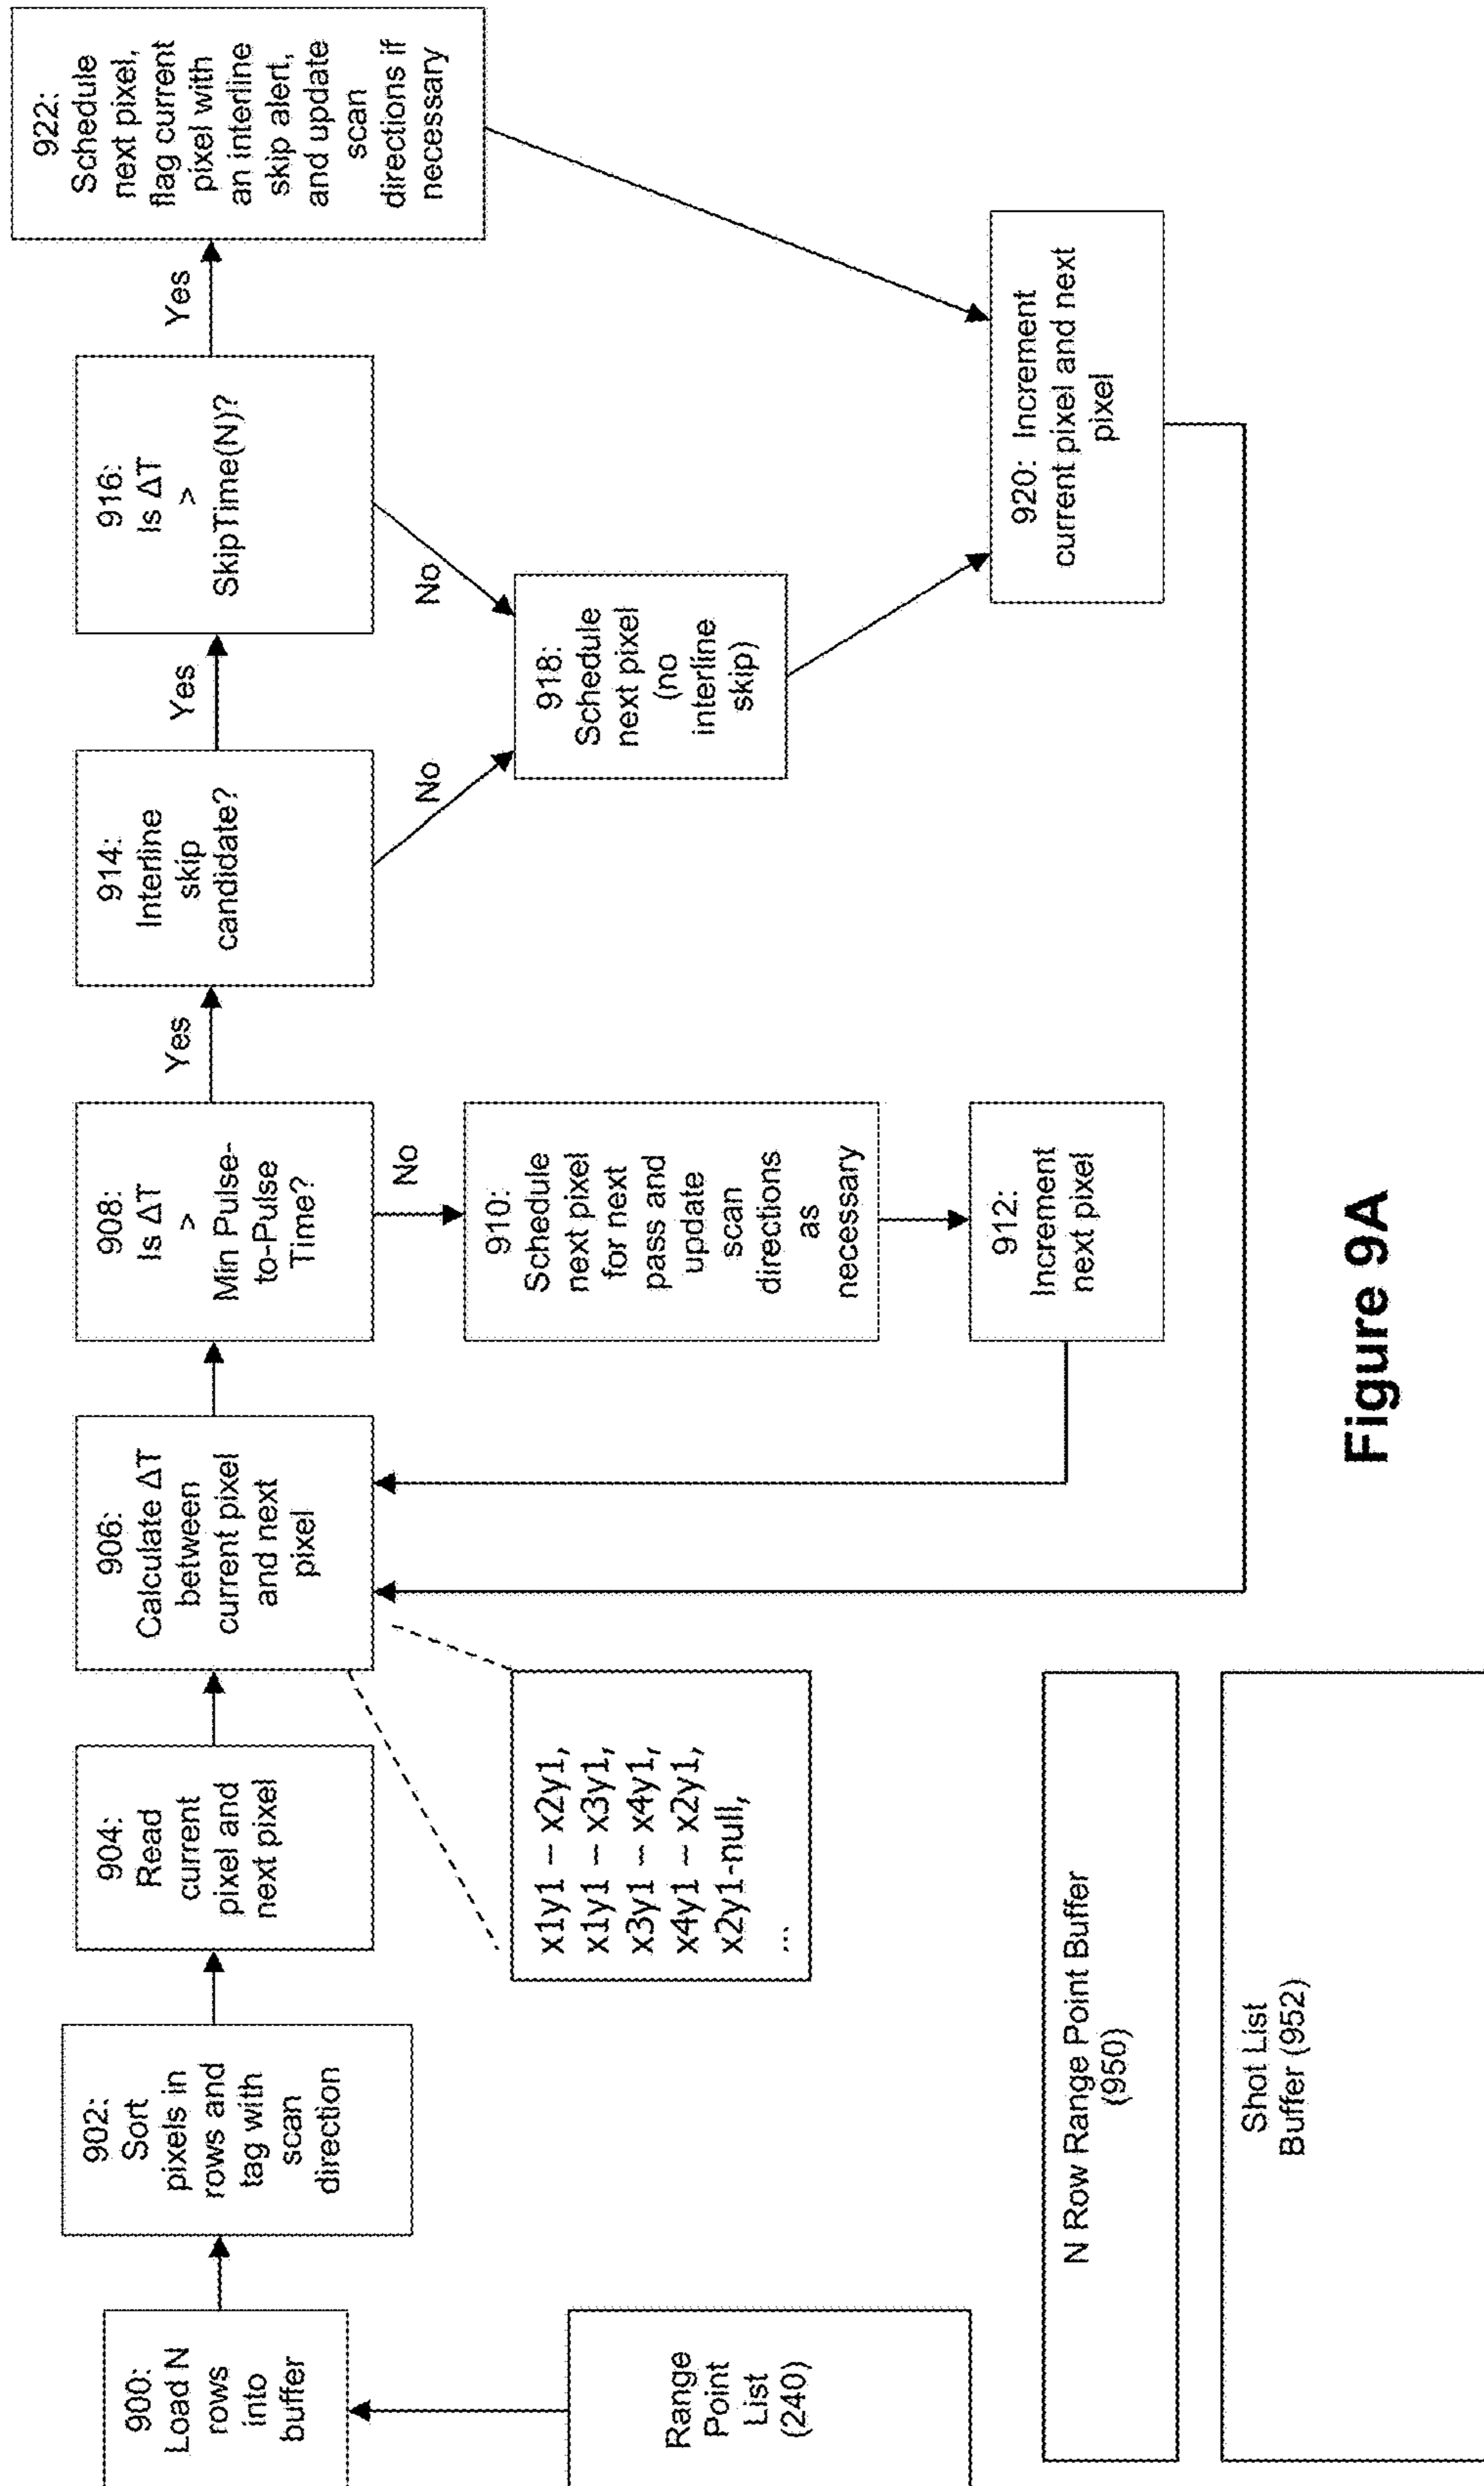 900:
Load N
rows
into
buffer
Range
Point
List
(240)
902:
Sort
pixels in
rows and
tag with
scan
direction
904:
Read
current
pixel and
next pixel
906:
Calculate ΔT
between
current pixel
and next
pixel
x1y1 – x2y1,
x1y1 – x3y1,
x3y1 – x4y1,
x4y1 – x2y1,
x2y1-null,
...
908:
Is ΔT
>
Min Pulse-
to-Pulse
Time?
Yes
No
910:
Schedule
next pixel
for next
pass and
update
scan
directions
as
necessary
912:
Increment
next pixel
914:
Interline
skip
candidate?
Yes
No
916:
Is ΔT
>
SkipTime(N)?
Yes
No
918:
Schedule
next pixel
(no
interline
skip)
922:
Schedule
next pixel,
flag current
pixel with
an interline
skip alert,
and update
scan
directions if
necessary
920: Increment
current pixel and next
pixel
N Row Range Point Buffer
(950)
Shot List
Buffer (952)
Figure 9A